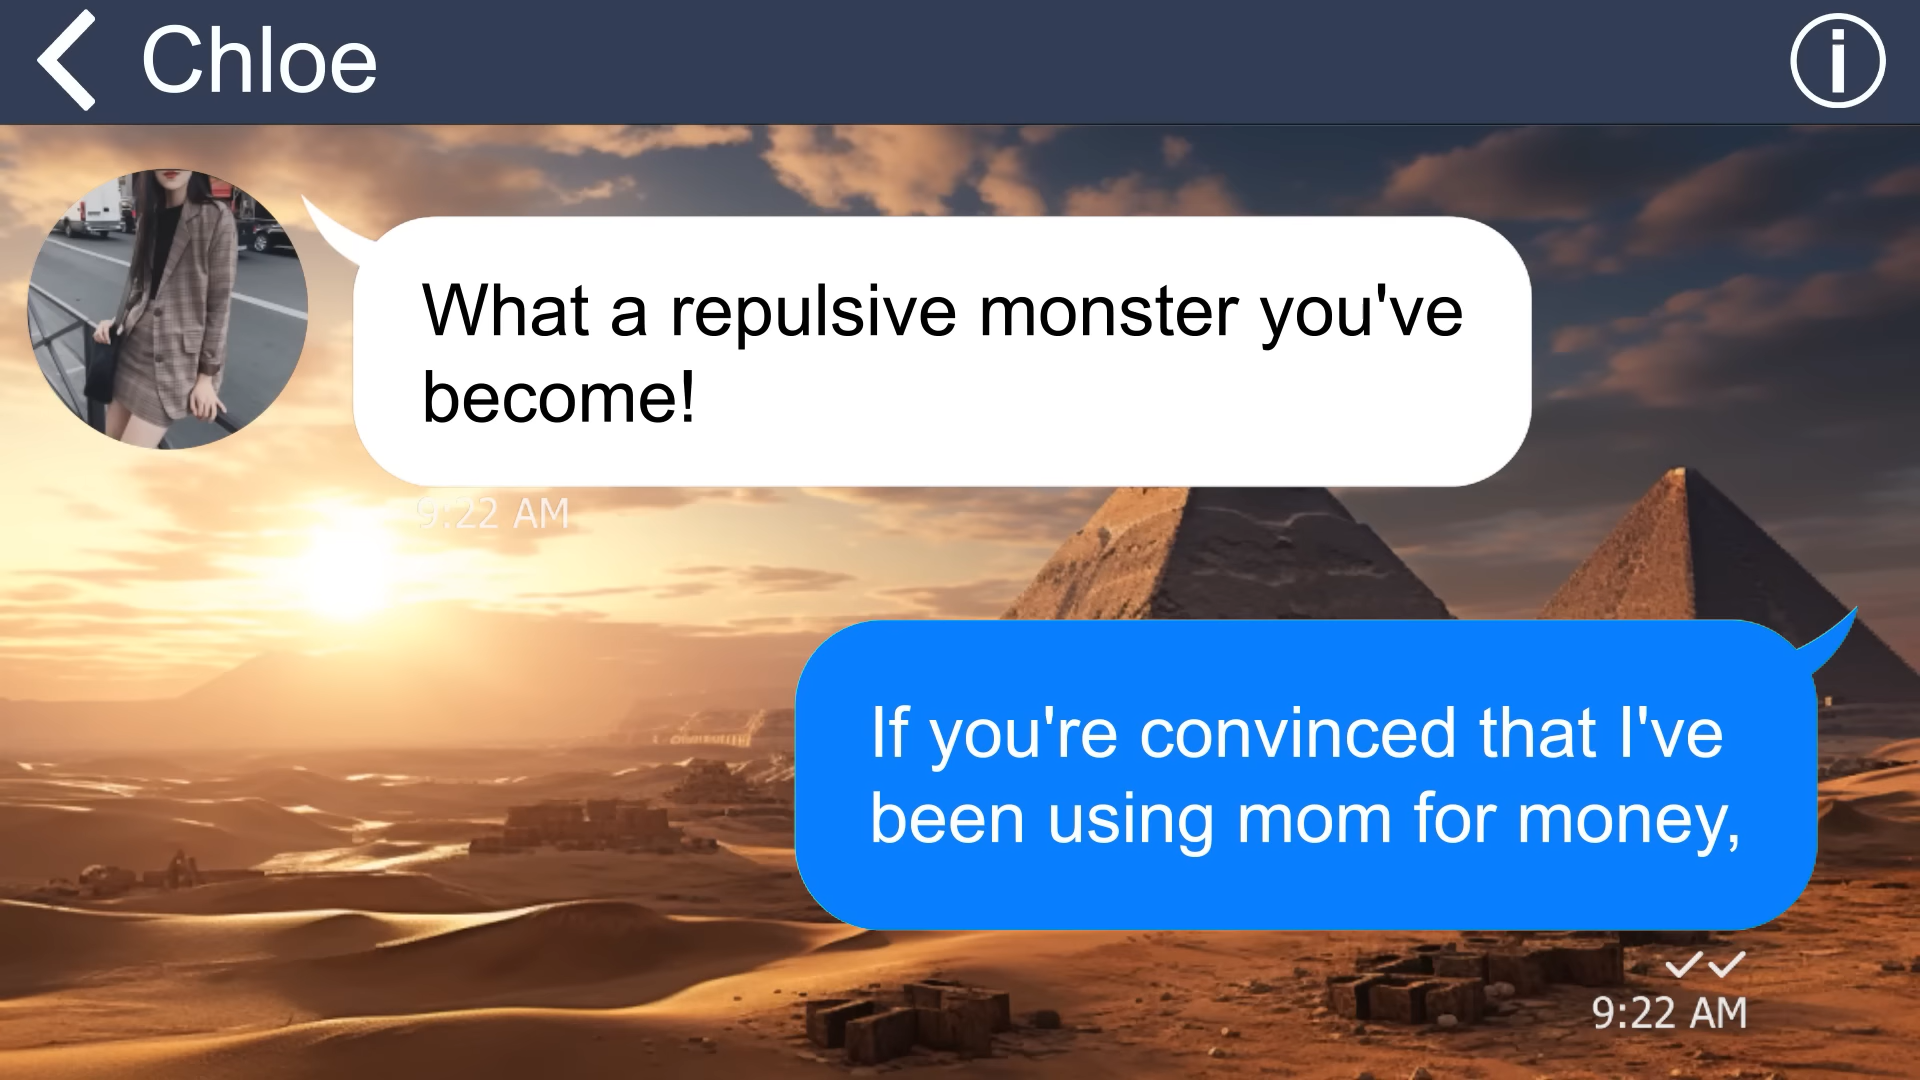 Chloe
What a repulsive monster you've
become!
9:22 AM
If you're convinced that I've
been using mom for money,
9:22 AM